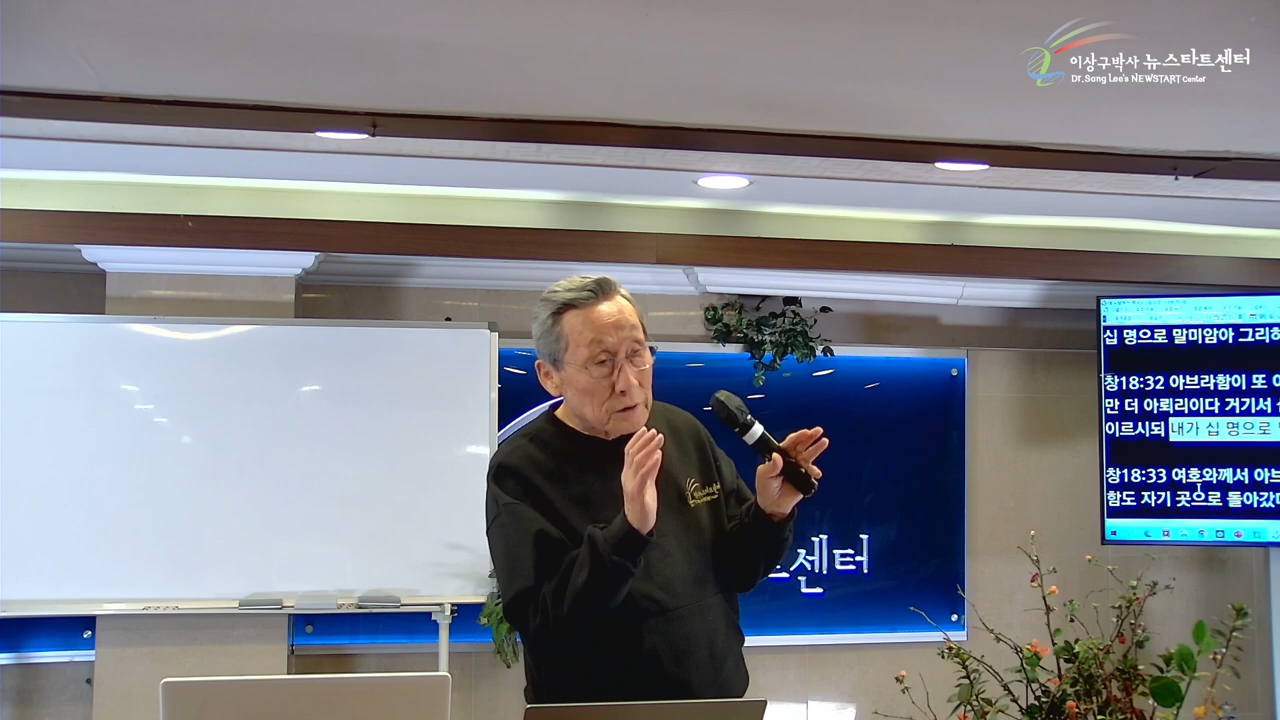 이상구박사 뉴스타트센터
Dr. Sang Lee's NEWSTART Center
십 명으로 말미암아 그리하
창18:32 아브라함이 또 이
만 더 아뢰리이다 거기서
이르시되 내가 십 명으로
창18:33 여호와께서 아브
함도 자기 곳으로 돌아갔
센터